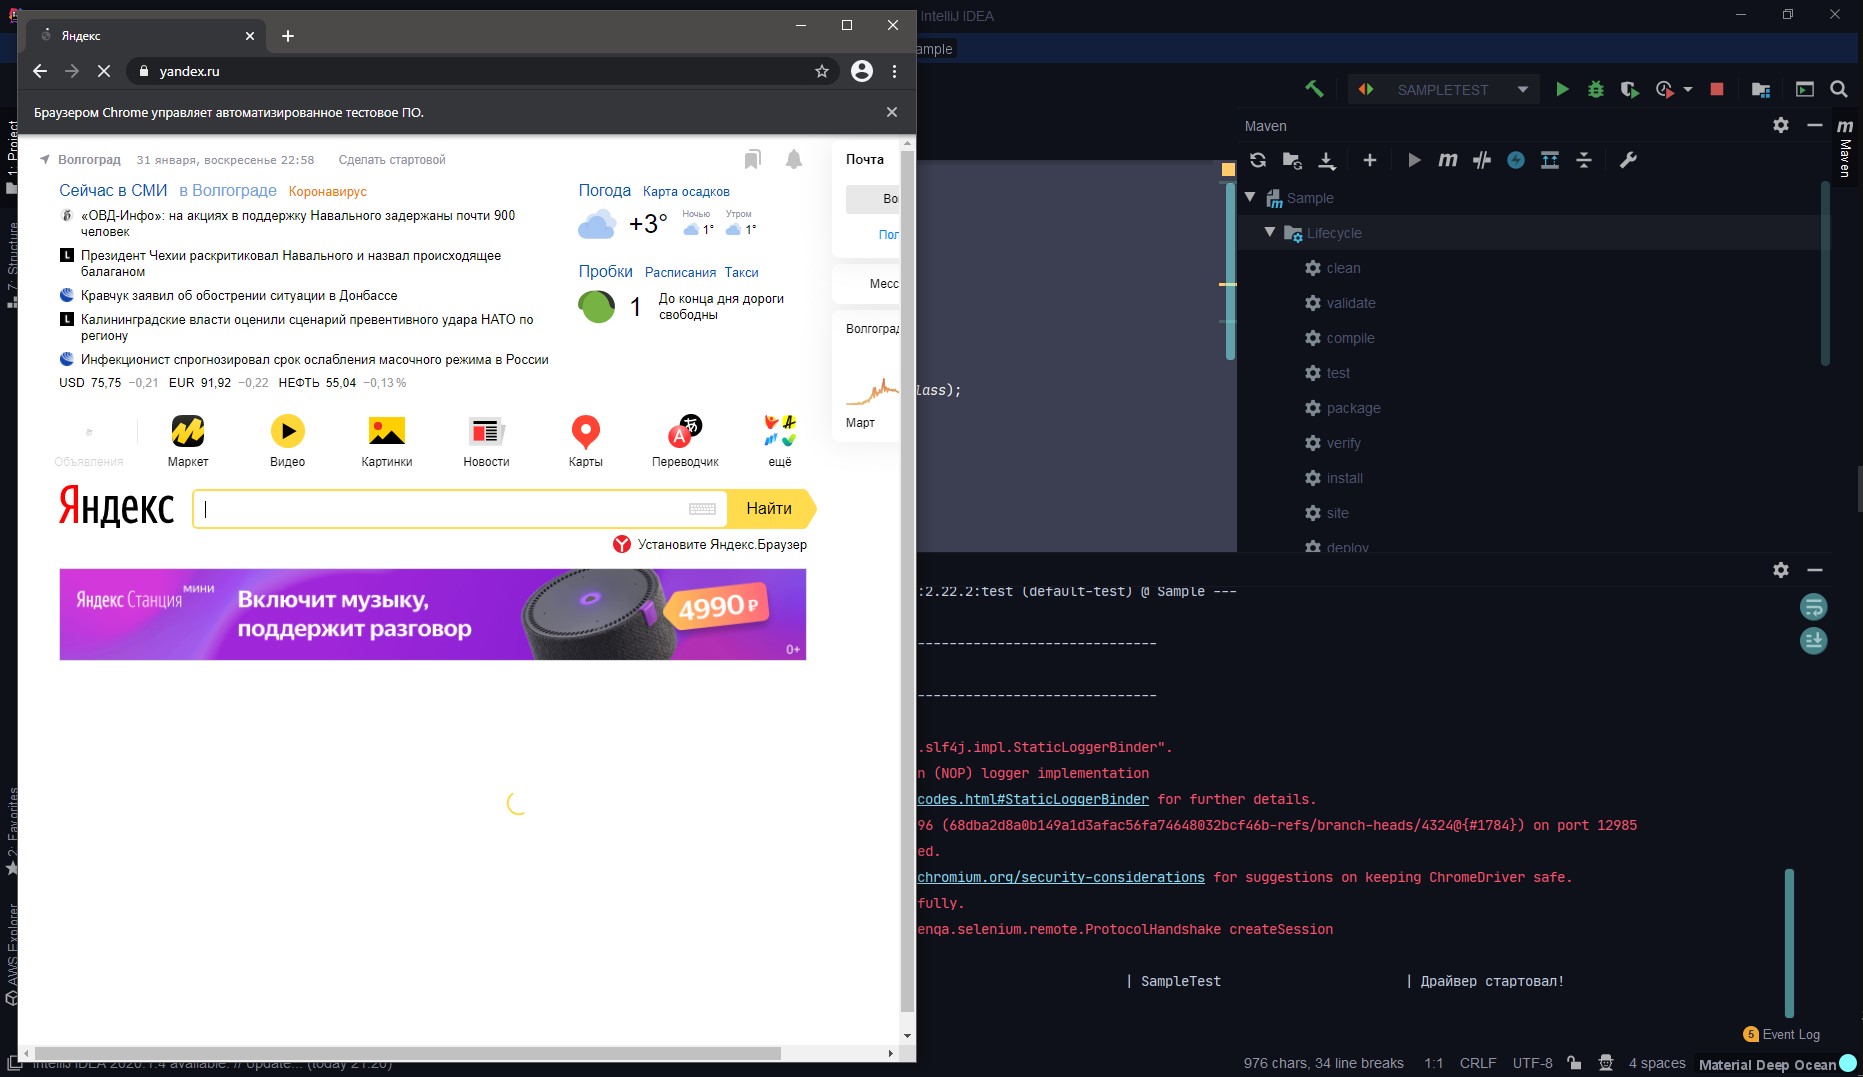 Яндекс
yandex.ru
Браузером Chrome управляет автоматизированное тестовое ПО.
Волгоград 31 января, воскресенье 22:58 Сделать стартовой
Сейчас в СМИ в Волгограде Коронавирус
«ОВД-Инфо»: на акциях в поддержку Навального задержаны почти 900
человек
Президент Чехии раскритиковал Навального и назвал происходящее
балаганом
Кравчук заявил об обострении ситуации в Донбассе
Калининградские власти оценили сценарий превентивного удара НАТО по
региону
Инфекционист спрогнозировал срок ослабления масочного режима в России
USD 75,75 −0,21 EUR 91,92 −0,22 НЕФТЬ 55,04 −0,13 %
Погода Карта осадков
+3° Ночью 1° Утром 1°
Пробки Расписания Такси
1 До конца дня дороги
свободны
Почта
Во
Пол
Месс
Волгоград
Март
Объявления Маркет Видео Картинки Новости Карты Переводчик ещё
Яндекс Найти
Установите Яндекс.Браузер
Яндекс Станция мини
Включит музыку,
поддержит разговор
4990 ₽
0+
IntelliJ IDEA
ample
SAMPLETEST
Maven
Sample
Lifecycle
clean
validate
compile
test
package
verify
install
site
deploy
m Maven
1: Project
7: Structure
2: Favorites
AWS Explorer
lass);
:2.22.2:test (default-test) @ Sample ---
------------------------------
------------------------------
.slf4j.impl.StaticLoggerBinder".
n (NOP) logger implementation
codes.html#StaticLoggerBinder for further details.
96 (68dba2d8a0b149a1d3afac56fa74648032bcf46b-refs/branch-heads/4324@{#1784}) on port 12985
ed.
chromium.org/security-considerations for suggestions on keeping ChromeDriver safe.
fully.
enqa.selenium.remote.ProtocolHandshake createSession
| SampleTest | Драйвер стартовал!
5 Event Log
IntelliJ IDEA 2020.1.4 available: // Update... (today 21:20)
976 chars, 34 line breaks 1:1 CRLF UTF-8 4 spaces Material Deep Ocean